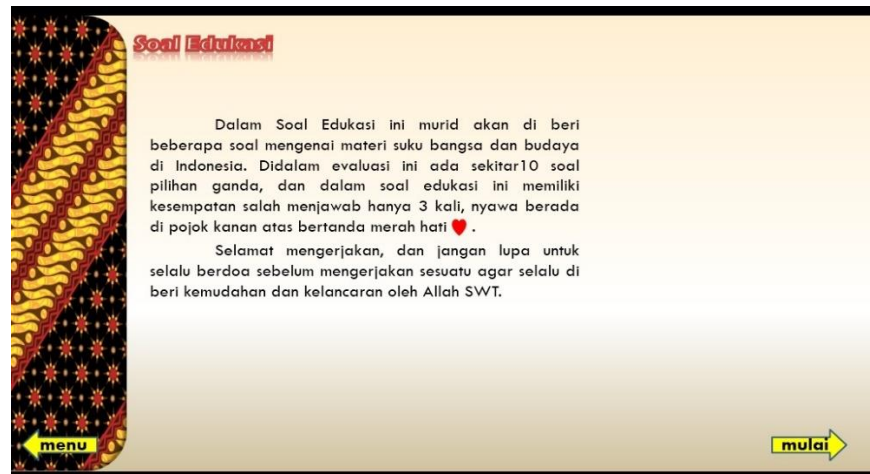 Soal Edukasi
Dalam Soal Edukasi ini murid akan di beri
beberapa soal mengenai materi suku bangsa dan budaya
di Indonesia. Didalam evaluasi ini ada sekitar10 soal
pilihan ganda, dan dalam soal edukasi ini memiliki
kesempatan salah menjawab hanya 3 kali, nyawa berada
di pojok kanan atas bertanda merah hati ❤ .
Selamat mengerjakan, dan jangan lupa untuk
selalu berdoa sebelum mengerjakan sesuatu agar selalu di
beri kemudahan dan kelancaran oleh Allah SWT.
menu
mulai